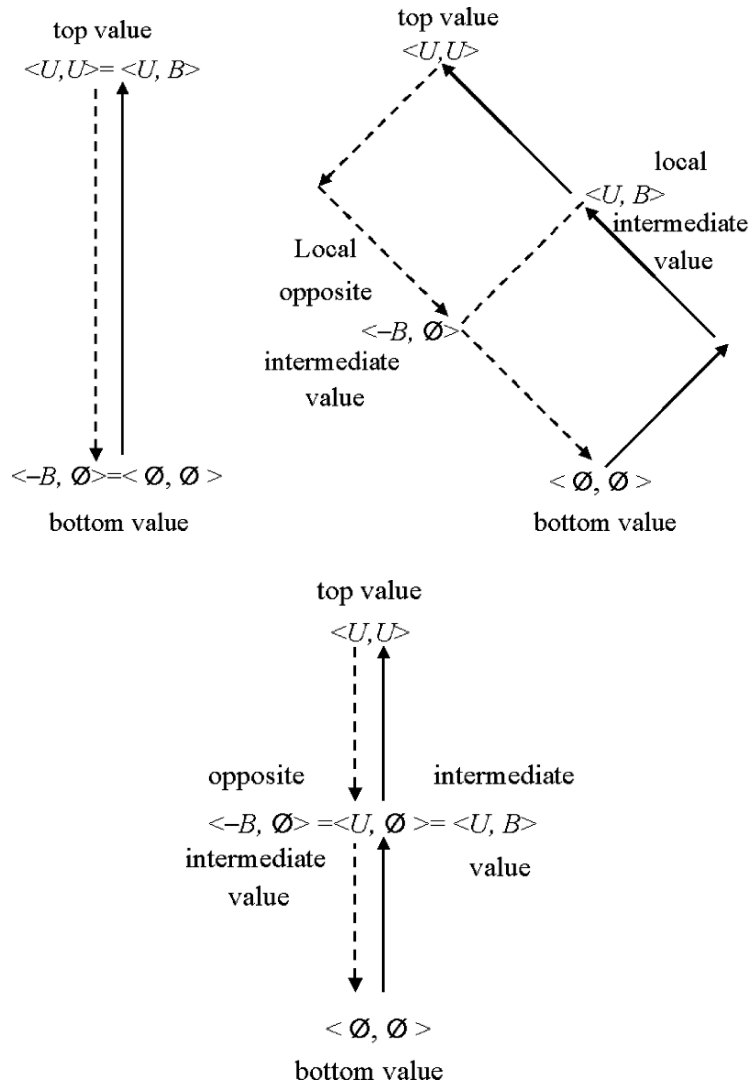 top value
<U,U>= <U, B>
<–B, Ø>=< Ø, Ø >
bottom value
top value
<U,U>
local
<U, B>
intermediate
value
Local
opposite
<–B, Ø>
intermediate
value
< Ø, Ø >
bottom value
top value
<U,U>
opposite intermediate
<–B, Ø> =<U, Ø >= <U, B>
intermediate value
value
< Ø, Ø >
bottom value